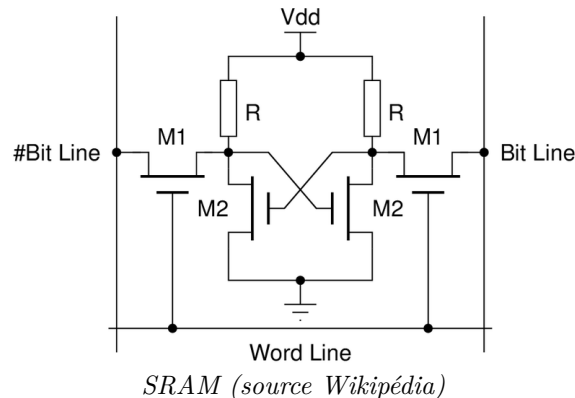 Vdd
R R
M1 M1
#Bit Line Bit Line
M2 M2
Word Line
SRAM (source Wikipédia)